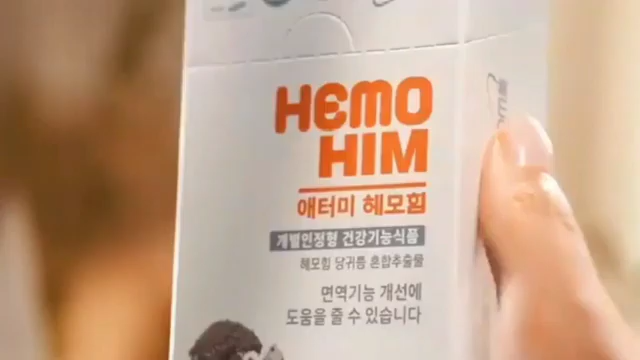 HEMO
HIM
애터미 헤모힘
개별인정형 건강기능식품
헤모힘 당귀등 혼합추출물
면역기능 개선에
도움을 줄 수 있습니다